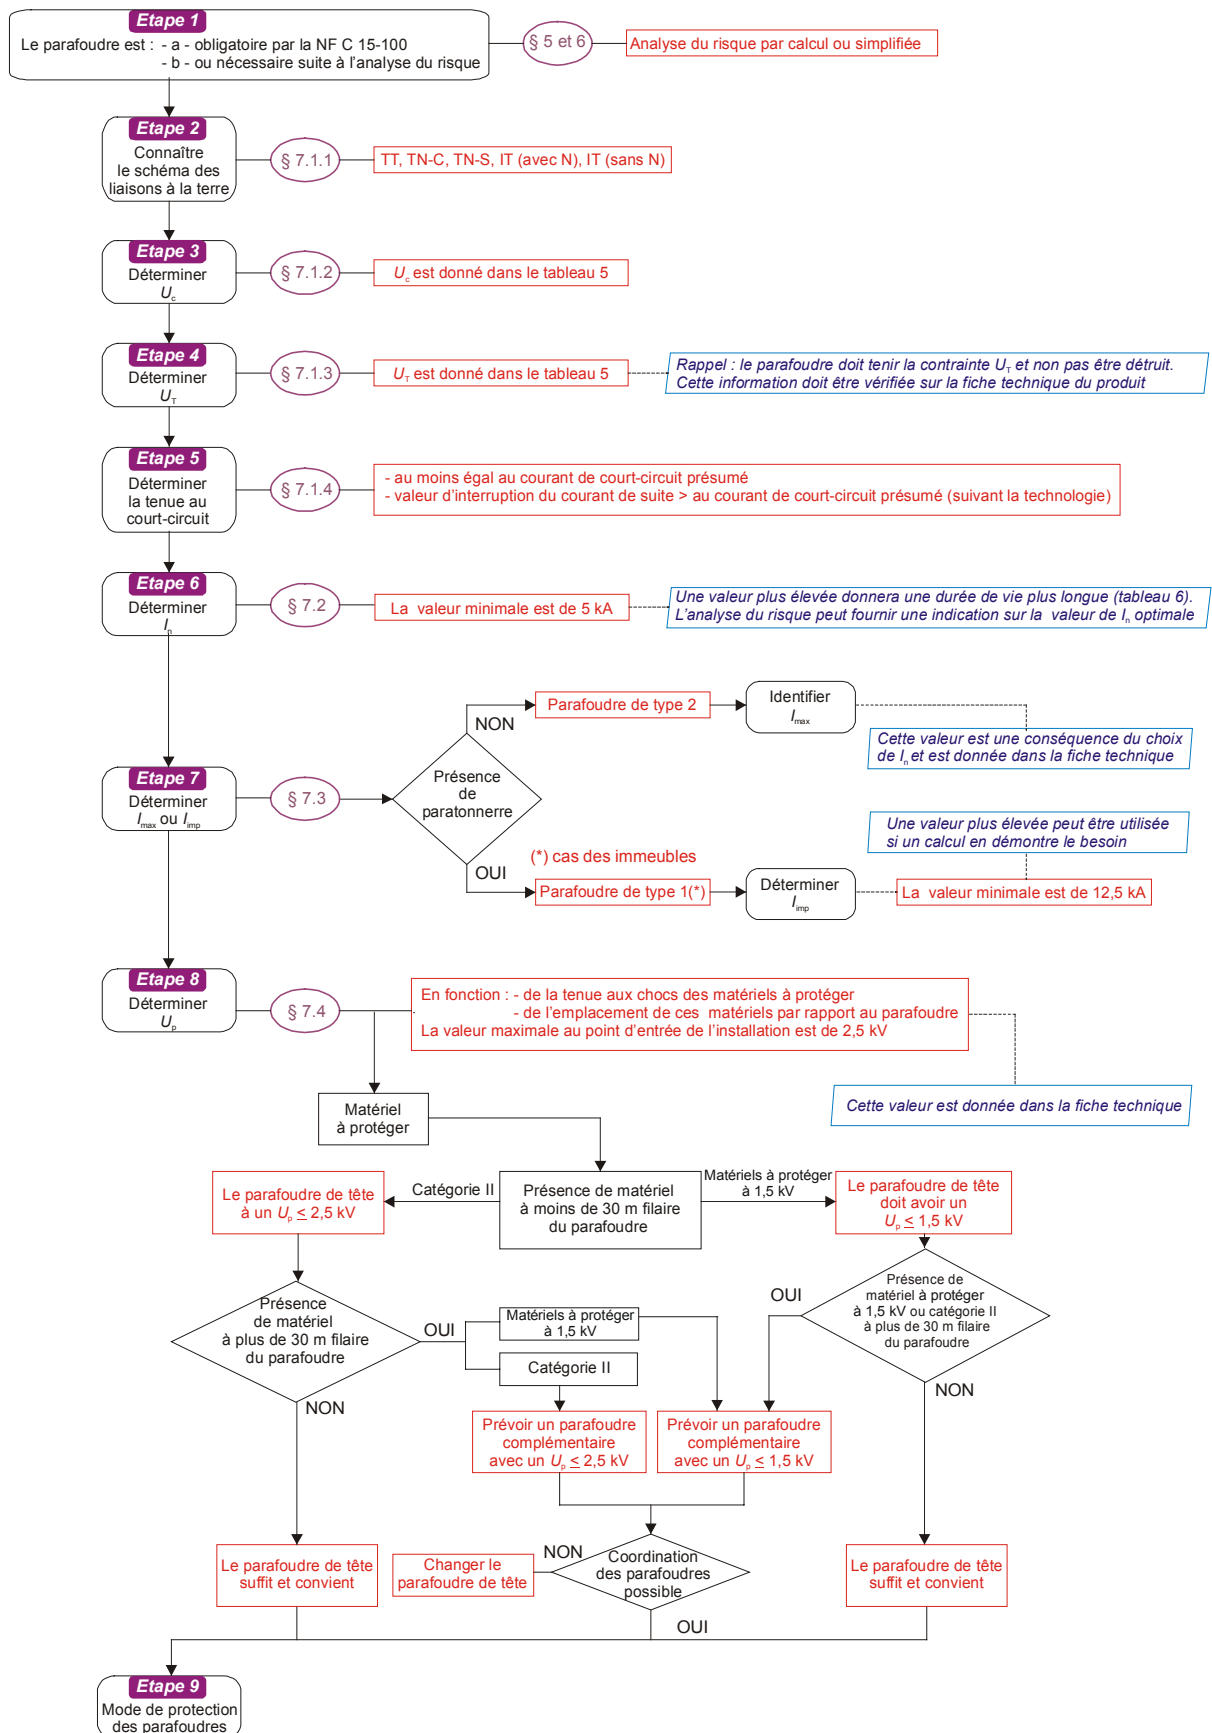 Etape 1
Le parafoudre est : - a - obligatoire par la NF C 15-100
- b - ou nécessaire suite à l'analyse du risque
§ 5 et 6
Analyse du risque par calcul ou simplifiée
Etape 2
Connaître
le schéma des
liaisons à la terre
§ 7.1.1
TT, TN-C, TN-S, IT (avec N), IT (sans N)
Etape 3
Déterminer
Uc
§ 7.1.2
Uc est donné dans le tableau 5
Etape 4
Déterminer
UT
§ 7.1.3
UT est donné dans le tableau 5
Rappel : le parafoudre doit tenir la contrainte UT et non pas être détruit.
Cette information doit être vérifiée sur la fiche technique du produit
Etape 5
Déterminer
la tenue au
court-circuit
§ 7.1.4
- au moins égal au courant de court-circuit présumé
- valeur d'interruption du courant de suite > au courant de court-circuit présumé (suivant la technologie)
Etape 6
Déterminer
In
§ 7.2
La valeur minimale est de 5 kA
Une valeur plus élevée donnera une durée de vie plus longue (tableau 6).
L'analyse du risque peut fournir une indication sur la valeur de In optimale
Etape 7
Déterminer
Imax ou Iimp
§ 7.3
Présence
de
paratonnerre
NON
Parafoudre de type 2
Identifier
Imax
Cette valeur est une conséquence du choix
de In et est donnée dans la fiche technique
OUI
(*) cas des immeubles
Parafoudre de type 1(*)
Déterminer
Iimp
La valeur minimale est de 12,5 kA
Une valeur plus élevée peut être utilisée
si un calcul en démontre le besoin
Etape 8
Déterminer
Up
§ 7.4
En fonction : - de la tenue aux chocs des matériels à protéger
- de l'emplacement de ces matériels par rapport au parafoudre
La valeur maximale au point d'entrée de l'installation est de 2,5 kV
Cette valeur est donnée dans la fiche technique
Matériel
à protéger
Présence de matériel
à moins de 30 m filaire
du parafoudre
Catégorie II
Le parafoudre de tête
à un Up ≤ 2,5 kV
Matériels à protéger
à 1,5 kV
Le parafoudre de tête
doit avoir un
Up ≤ 1,5 kV
Présence
de matériel
à plus de 30 m filaire
du parafoudre
OUI
Matériels à protéger
à 1,5 kV
Catégorie II
Présence de
matériel à protéger
à 1,5 kV ou catégorie II
à plus de 30 m filaire
du parafoudre
OUI
NON
NON
Prévoir un parafoudre
complémentaire
avec un Up ≤ 2,5 kV
Prévoir un parafoudre
complémentaire
avec un Up ≤ 1,5 kV
Le parafoudre de tête
suffit et convient
Changer le
parafoudre de tête
NON
Coordination
des parafoudres
possible
OUI
Le parafoudre de tête
suffit et convient
Etape 9
Mode de protection
des parafoudres